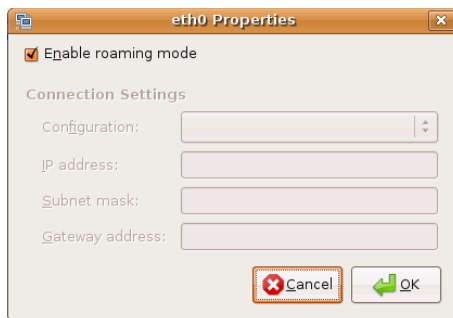 eth0 Properties
Enable roaming mode
Connection Settings
Configuration:
IP address:
Subnet mask:
Gateway address:
Cancel
OK